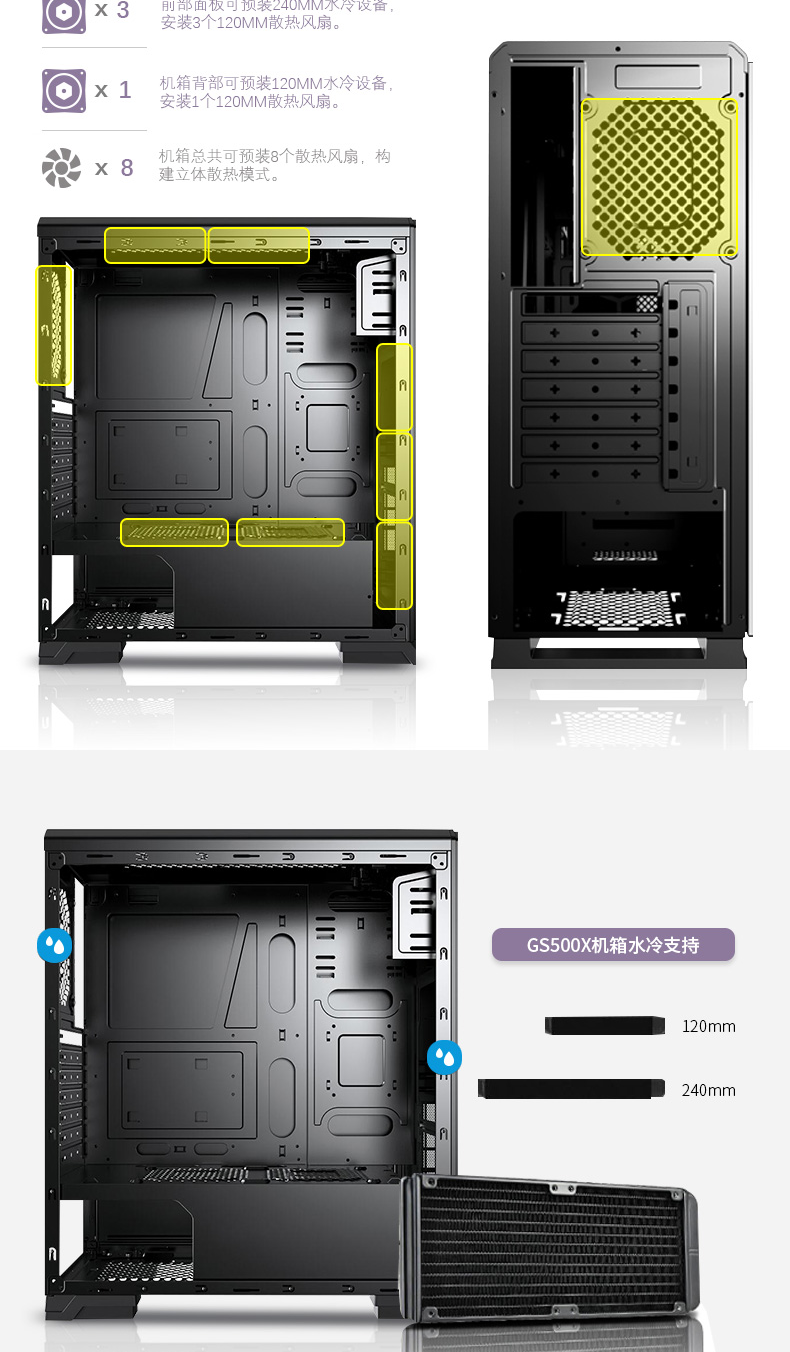 x 3
前部面板可预装240MM水冷设备，
安装3个120MM散热风扇。
x 1
机箱背部可预装120MM水冷设备，
安装1个120MM散热风扇。
x 8
机箱总共可预装8个散热风扇，构
建立体散热模式。
GS500X机箱水冷支持
120mm
240mm